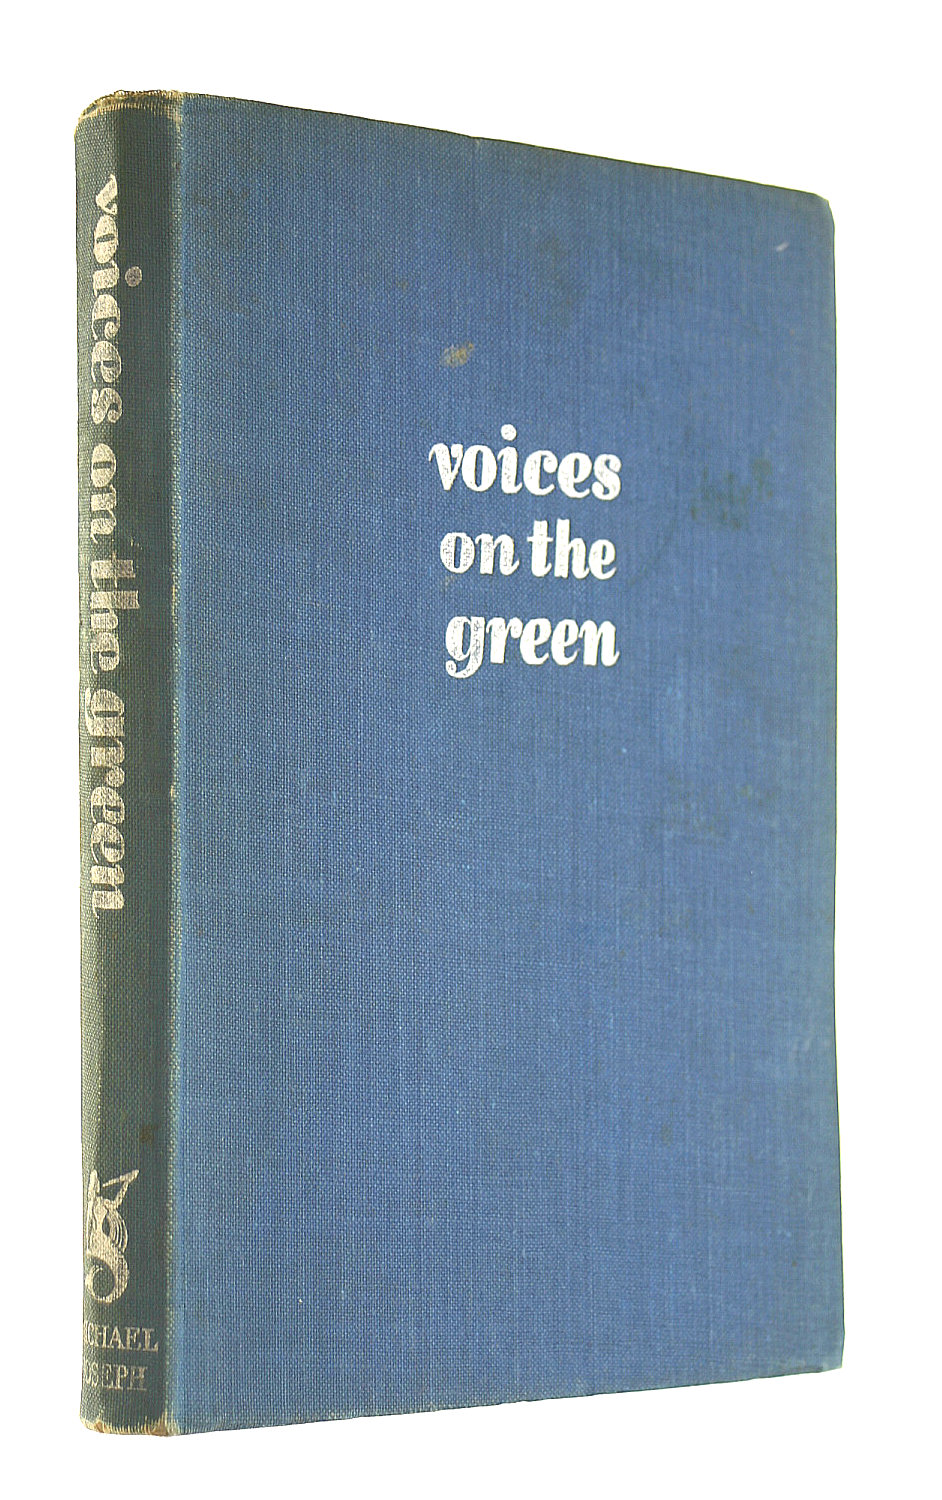 voices on the green
MICHAEL
JOSEPH
voices
on the
green